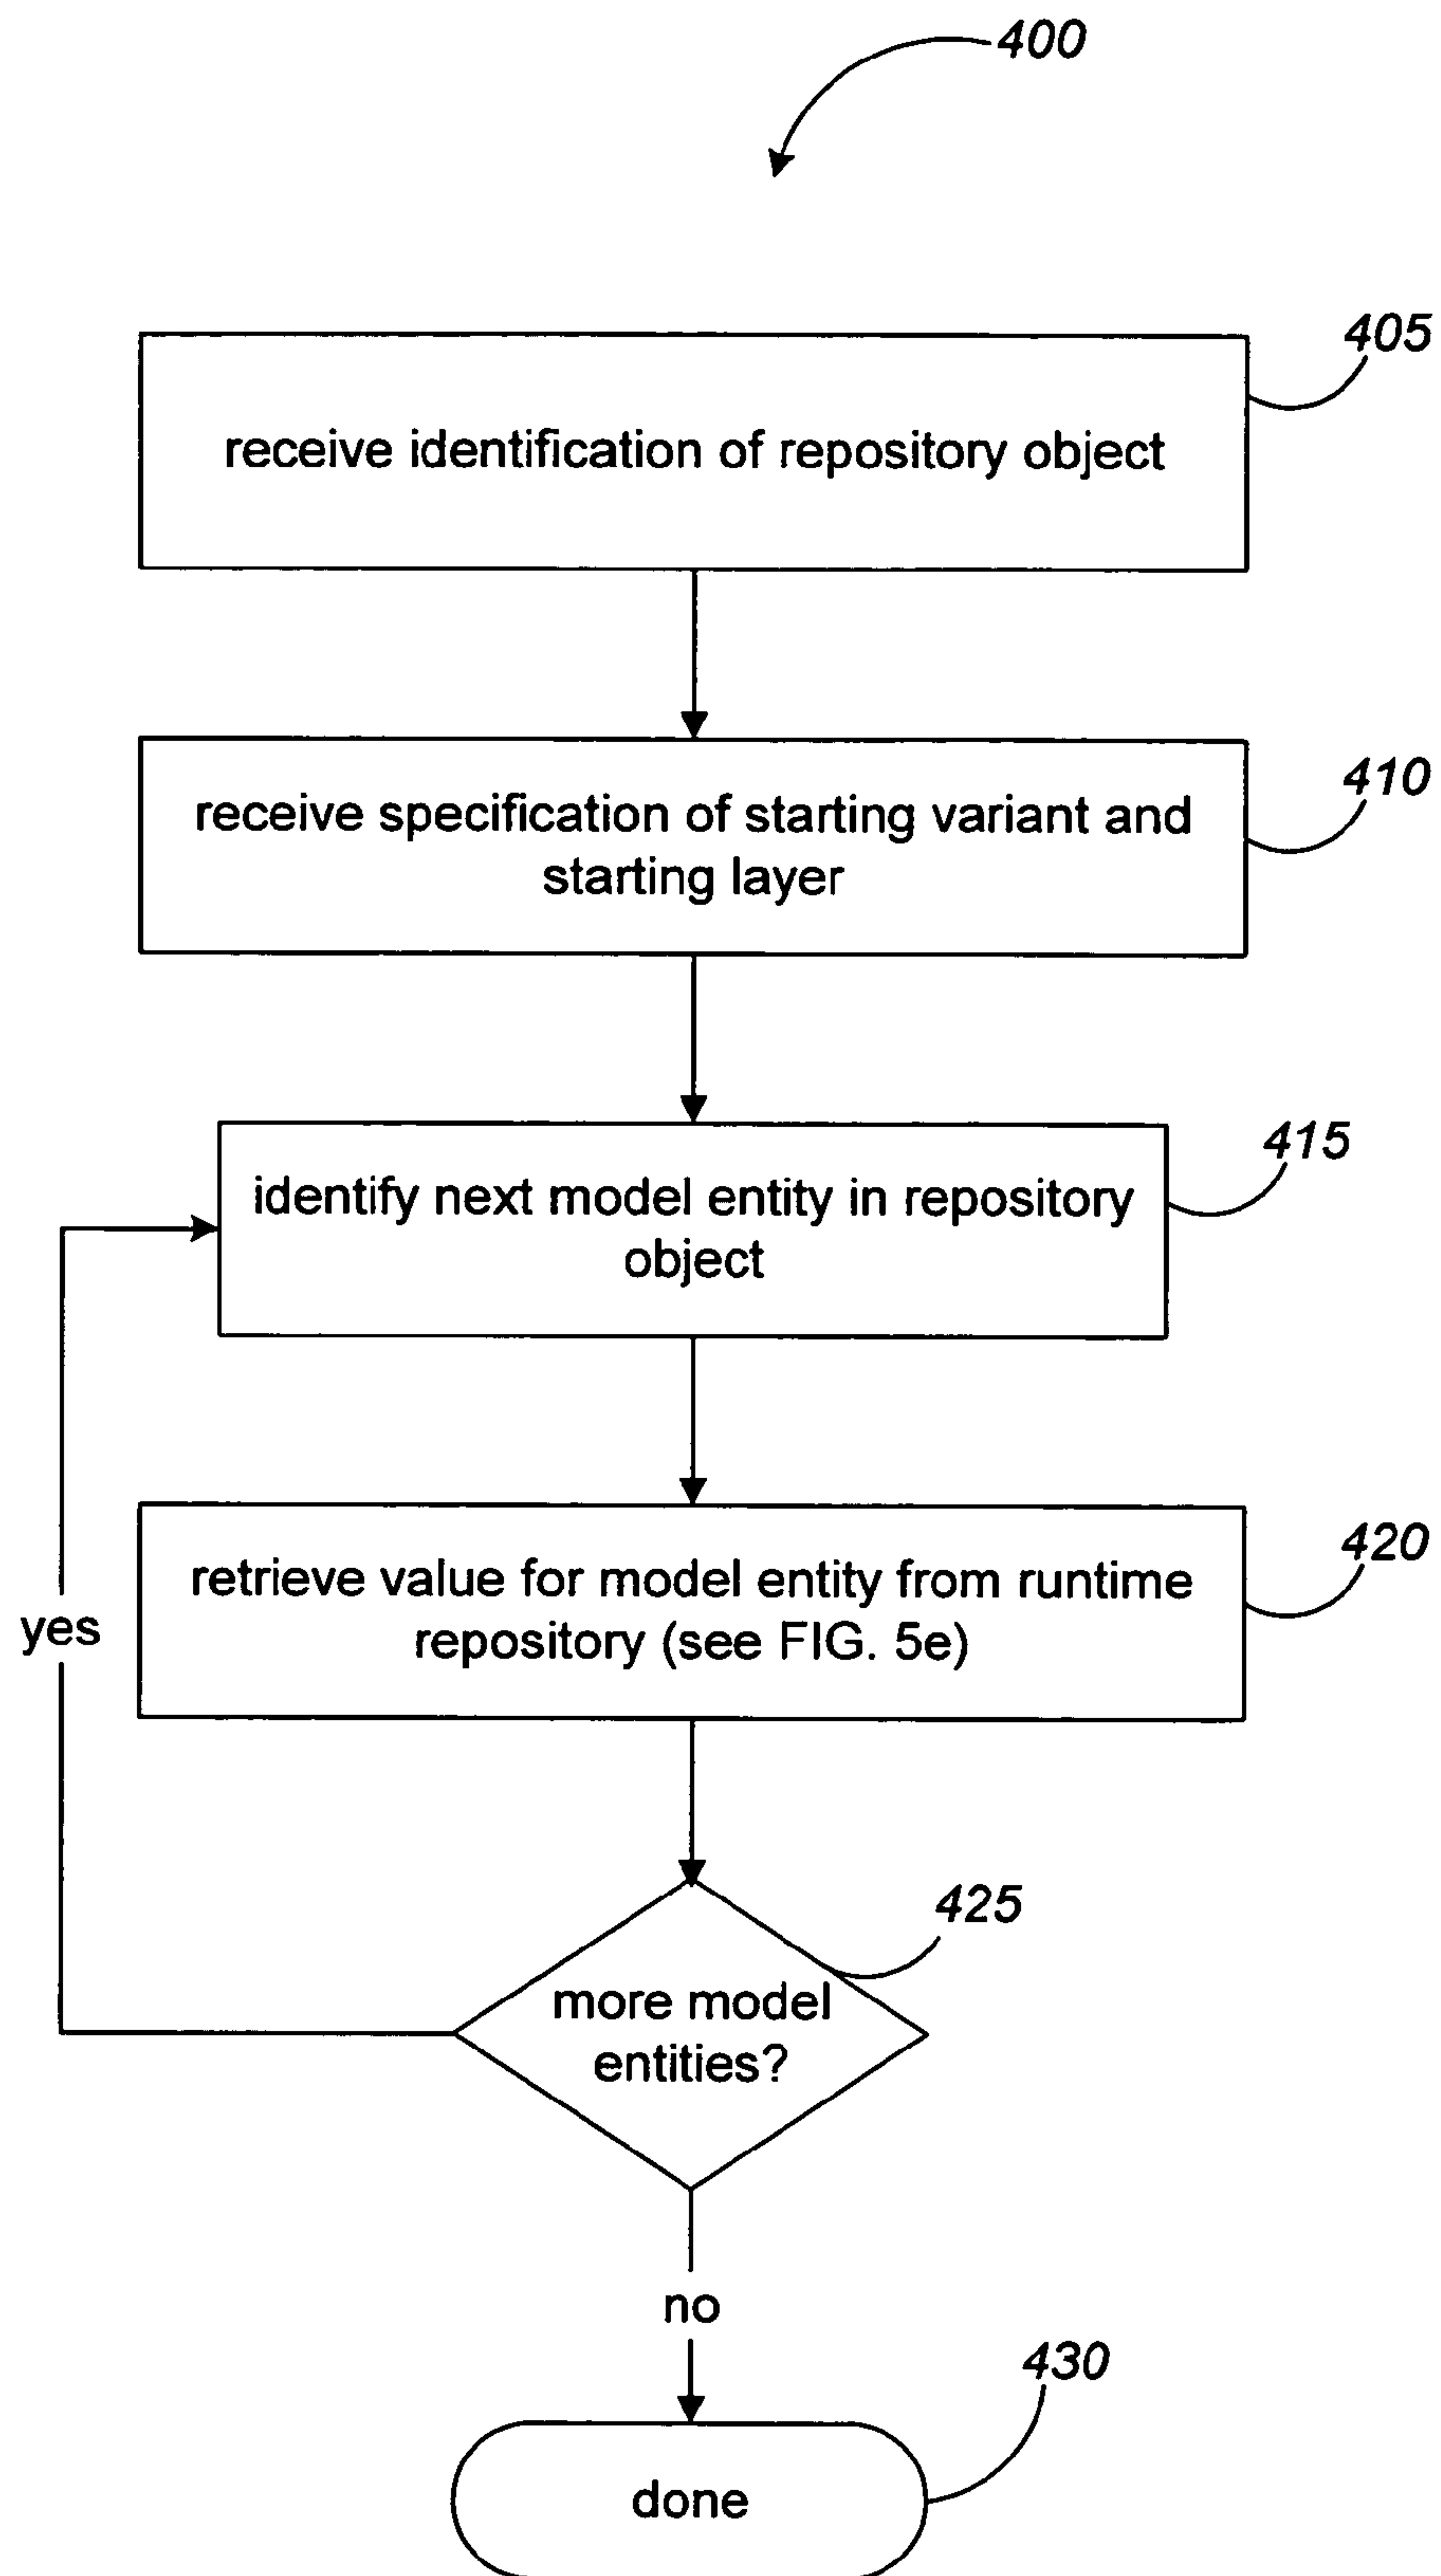 400
405
receive identification of repository object
410
receive specification of starting variant and
starting layer
415
identify next model entity in repository
object
420
retrieve value for model entity from runtime
repository (see FIG. 5e)
yes
425
more model
entities?
no
430
done